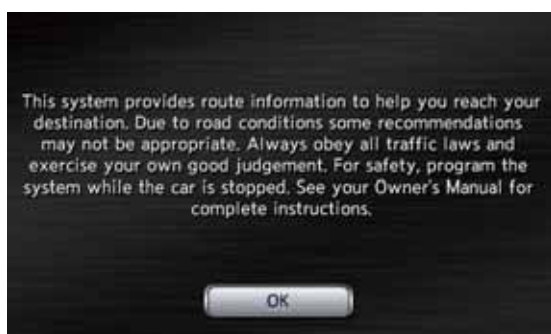 This system provides route information to help you reach your
destination. Due to road conditions some recommendations
may not be appropriate. Always obey all traffic laws and
exercise your own good judgement. For safety, program the
system while the car is stopped. See your Owner's Manual for
complete instructions.
OK